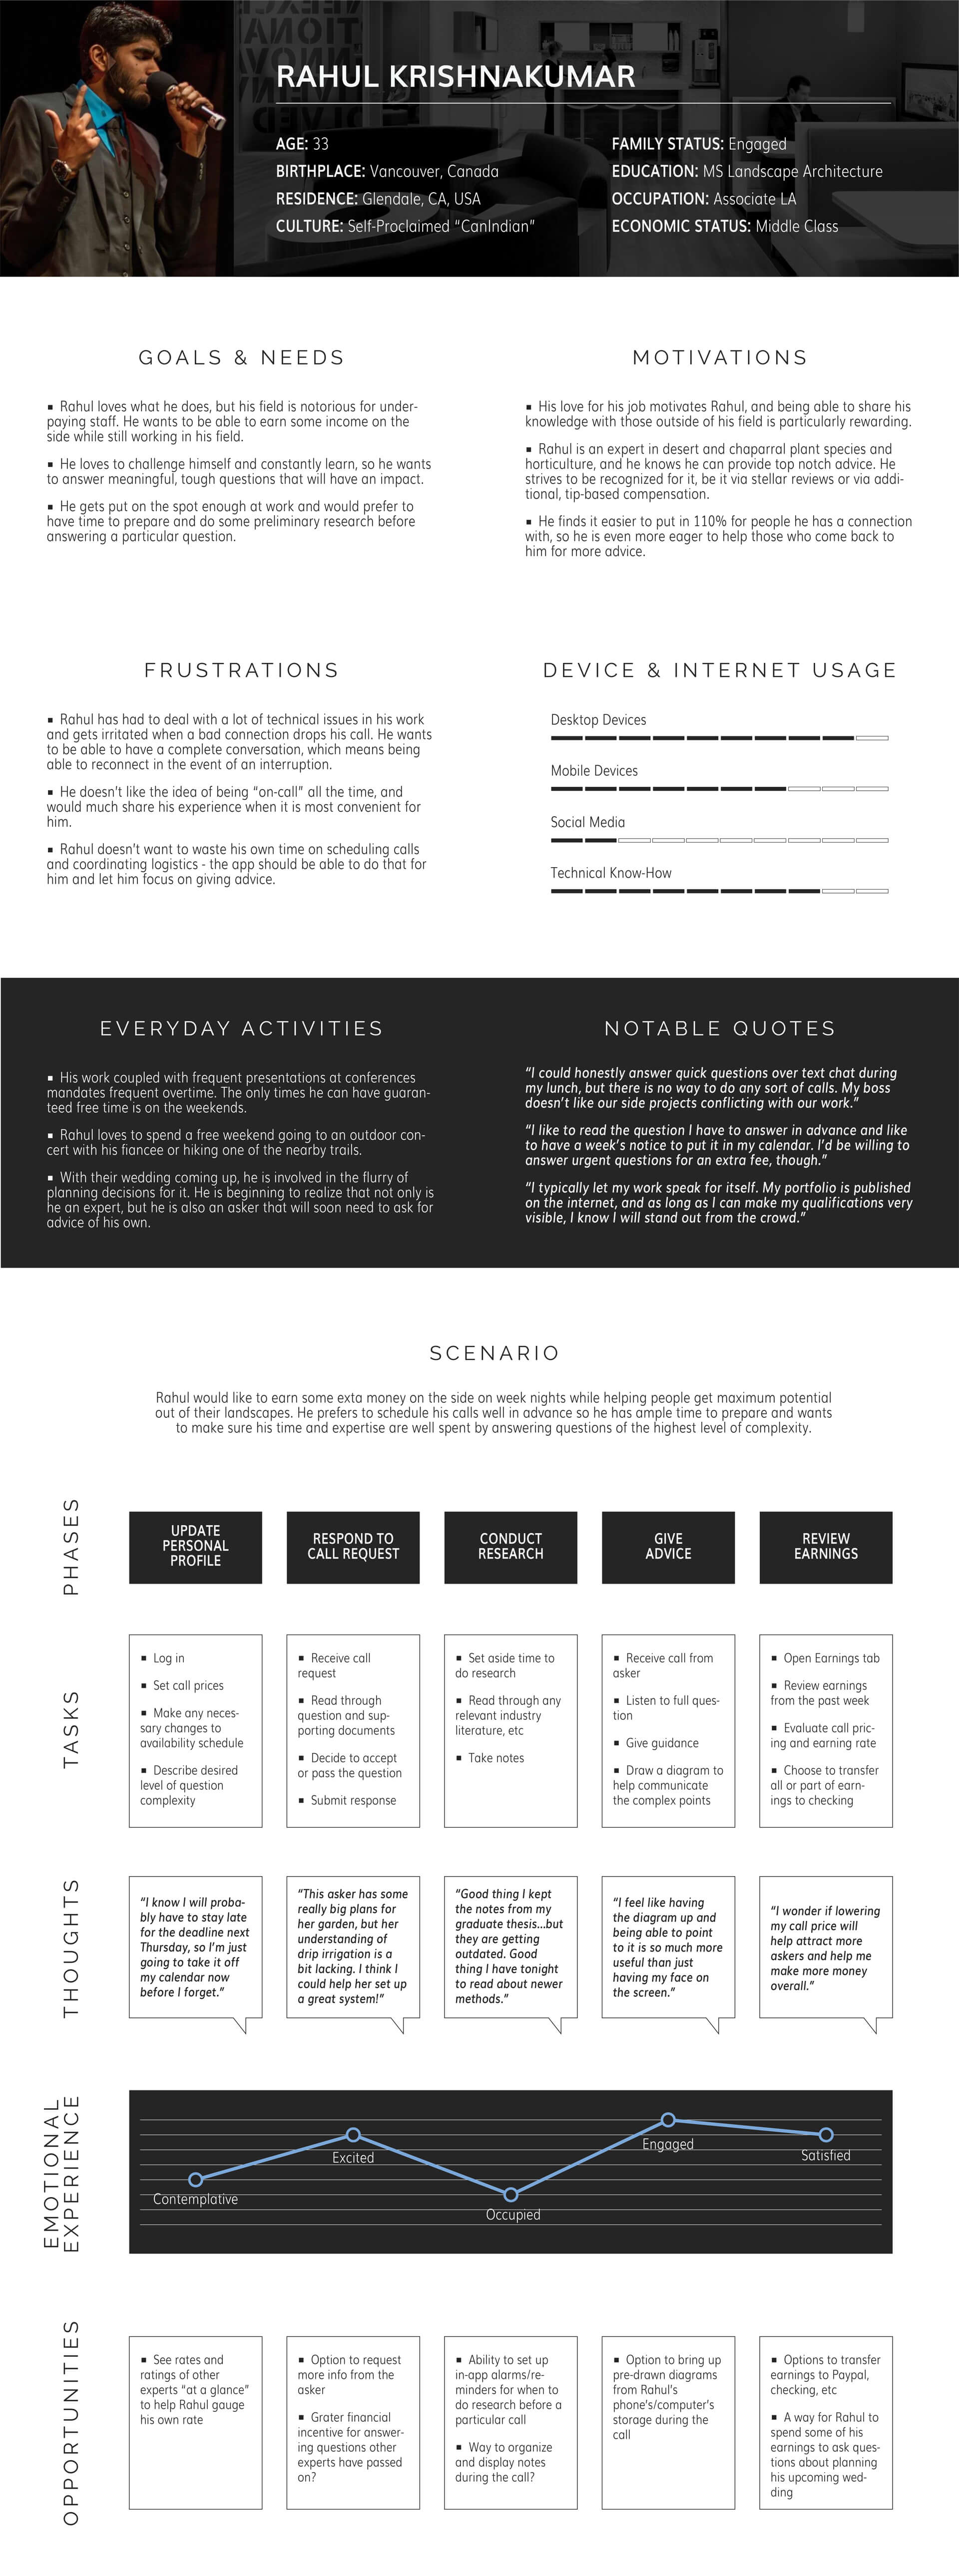 RAHUL KRISHNAKUMAR
AGE: 33
BIRTHPLACE: Vancouver, Canada
RESIDENCE: Glendale, CA, USA
CULTURE: Self-Proclaimed “CanIndian”
FAMILY STATUS: Engaged
EDUCATION: MS Landscape Architecture
OCCUPATION: Associate LA
ECONOMIC STATUS: Middle Class
GOALS & NEEDS
▪ Rahul loves what he does, but his field is notorious for under-
paying staff. He wants to be able to earn some income on the
side while still working in his field.
▪ He loves to challenge himself and constantly learn, so he wants
to answer meaningful, tough questions that will have an impact.
▪ He gets put on the spot enough at work and would prefer to
have time to prepare and do some preliminary research before
answering a particular question.
MOTIVATIONS
▪ His love for his job motivates Rahul, and being able to share his
knowledge with those outside of his field is particularly rewarding.
▪ Rahul is an expert in desert and chaparral plant species and
horticulture, and he knows he can provide top notch advice. He
strives to be recognized for it, be it via stellar reviews or via addi-
tional, tip-based compensation.
▪ He finds it easier to put in 110% for people he has a connection
with, so he is even more eager to help those who come back to
him for more advice.
FRUSTRATIONS
▪ Rahul has had to deal with a lot of technical issues in his work
and gets irritated when a bad connection drops his call. He wants
to be able to have a complete conversation, which means being
able to reconnect in the event of an interruption.
▪ He doesn’t like the idea of being “on-call” all the time, and
would much share his experience when it is most convenient for
him.
▪ Rahul doesn’t want to waste his own time on scheduling calls
and coordinating logistics - the app should be able to do that for
him and let him focus on giving advice.
DEVICE & INTERNET USAGE
Desktop Devices
Mobile Devices
Social Media
Technical Know-How
EVERYDAY ACTIVITIES
▪ His work coupled with frequent presentations at conferences
mandates frequent overtime. The only times he can have guaran-
teed free time is on the weekends.
▪ Rahul loves to spend a free weekend going to an outdoor con-
cert with his fiancee or hiking one of the nearby trails.
▪ With their wedding coming up, he is involved in the flurry of
planning decisions for it. He is beginning to realize that not only is
he an expert, but he is also an asker that will soon need to ask for
advice of his own.
NOTABLE QUOTES
“I could honestly answer quick questions over text chat during
my lunch, but there is no way to do any sort of calls. My boss
doesn’t like our side projects conflicting with our work.”
“I like to read the question I have to answer in advance and like
to have a week’s notice to put it in my calendar. I’d be willing to
answer urgent questions for an extra fee, though.”
“I typically let my work speak for itself. My portfolio is published
on the internet, and as long as I can make my qualifications very
visible, I know I will stand out from the crowd.”
SCENARIO
Rahul would like to earn some exta money on the side on week nights while helping people get maximum potential
out of their landscapes. He prefers to schedule his calls well in advance so he has ample time to prepare and wants
to make sure his time and expertise are well spent by answering questions of the highest level of complexity.
PHASES
UPDATE
PERSONAL
PROFILE
RESPOND TO
CALL REQUEST
CONDUCT
RESEARCH
GIVE
ADVICE
REVIEW
EARNINGS
TASKS
▪ Log in
▪ Set call prices
▪ Make any neces-
sary changes to
availability schedule
▪ Describe desired
level of question
complexity
▪ Receive call
request
▪ Read through
question and sup-
porting documents
▪ Decide to accept
or pass the question
▪ Submit response
▪ Set aside time to
do research
▪ Read through any
relevant industry
literature, etc
▪ Take notes
▪ Receive call from
asker
▪ Listen to full ques-
tion
▪ Give guidance
▪ Draw a diagram to
help communicate
the complex points
▪ Open Earnings tab
▪ Review earnings
from the past week
▪ Evaluate call pric-
ing and earning rate
▪ Choose to transfer
all or part of earn-
ings to checking
THOUGHTS
“I know I will proba-
bly have to stay late
for the deadline next
Thursday, so I’m just
going to take it off
my calendar now
before I forget.”
“This asker has some
really big plans for
her garden, but her
understanding of
drip irrigation is a
bit lacking. I think I
could help her set up
a great system!”
“Good thing I kept
the notes from my
graduate thesis...but
they are getting
outdated. Good
thing I have tonight
to read about newer
methods.”
“I feel like having
the diagram up and
being able to point
to it is so much more
useful than just
having my face on
the screen.”
“I wonder if lowering
my call price will
help attract more
askers and help me
make more money
overall.”
EMOTIONAL
EXPERIENCE
Contemplative
Excited
Occupied
Engaged
Satisfied
OPPORTUNITIES
▪ See rates and
ratings of other
experts “at a glance”
to help Rahul gauge
his own rate
▪ Option to request
more info from the
asker
▪ Grater financial
incentive for answer-
ing questions other
experts have passed
on?
▪ Ability to set up
in-app alarms/re-
minders for when to
do research before a
particular call
▪ Way to organize
and display notes
during the call?
▪ Option to bring up
pre-drawn diagrams
from Rahul’s
phone’s/computer’s
storage during the
call
▪ Options to transfer
earnings to Paypal,
checking, etc
▪ A way for Rahul to
spend some of his
earnings to ask ques-
tions about planning
his upcoming wed-
ding